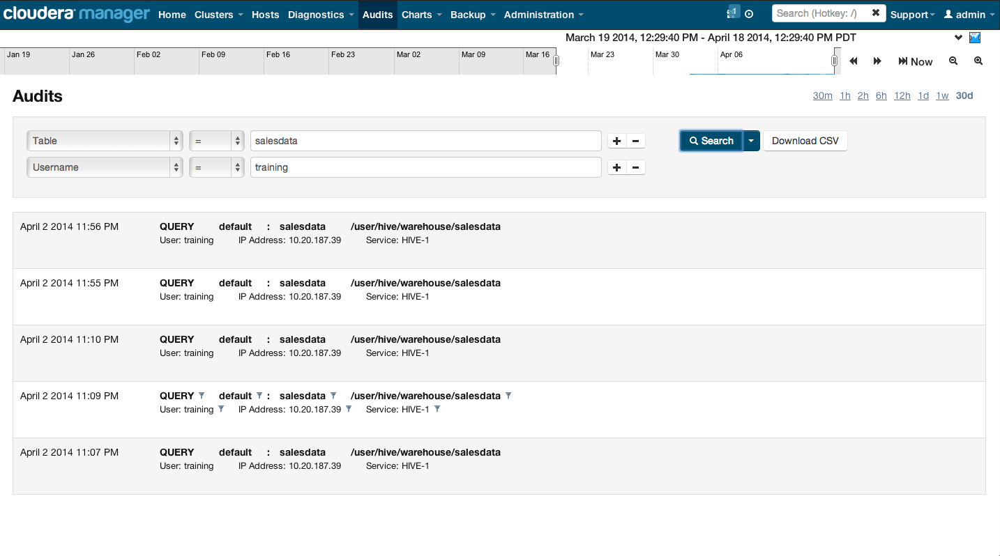 cloudera manager Home Clusters Hosts Diagnostics Audits Charts Backup Administration 1 Search (Hotkey: /) Support admin
March 19 2014, 12:29:40 PM - April 18 2014, 12:29:40 PM PDT
Jan 19 Jan 26 Feb 02 Feb 09 Feb 16 Feb 23 Mar 02 Mar 09 Mar 16 Mar 23 Mar 30 Apr 06
Now
Audits
30m 1h 2h 6h 12h 1d 1w 30d
Table = salesdata Search Download CSV
Username = training
April 2 2014 11:56 PM QUERY default : salesdata /user/hive/warehouse/salesdata
User: training IP Address: 10.20.187.39 Service: HIVE-1
April 2 2014 11:55 PM QUERY default : salesdata /user/hive/warehouse/salesdata
User: training IP Address: 10.20.187.39 Service: HIVE-1
April 2 2014 11:10 PM QUERY default : salesdata /user/hive/warehouse/salesdata
User: training IP Address: 10.20.187.39 Service: HIVE-1
April 2 2014 11:09 PM QUERY default : salesdata /user/hive/warehouse/salesdata
User: training IP Address: 10.20.187.39 Service: HIVE-1
April 2 2014 11:07 PM QUERY default : salesdata /user/hive/warehouse/salesdata
User: training IP Address: 10.20.187.39 Service: HIVE-1